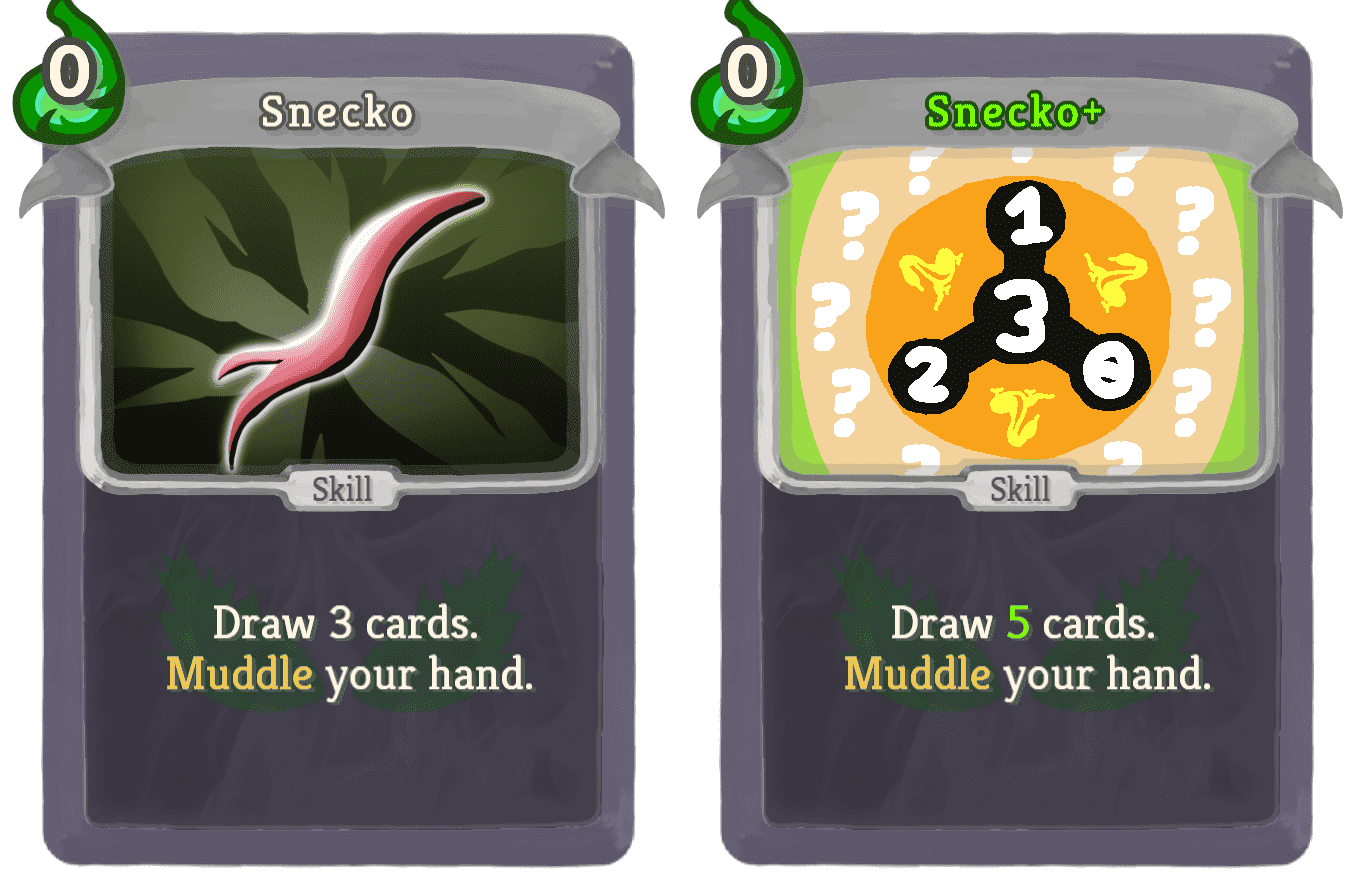 0
Snecko
Skill
Draw 3 cards.
Muddle your hand.
0
Snecko+
? ? ?
? 1 ?
? 3 ?
? 2 0 ?
? ?
Skill
Draw 5 cards.
Muddle your hand.